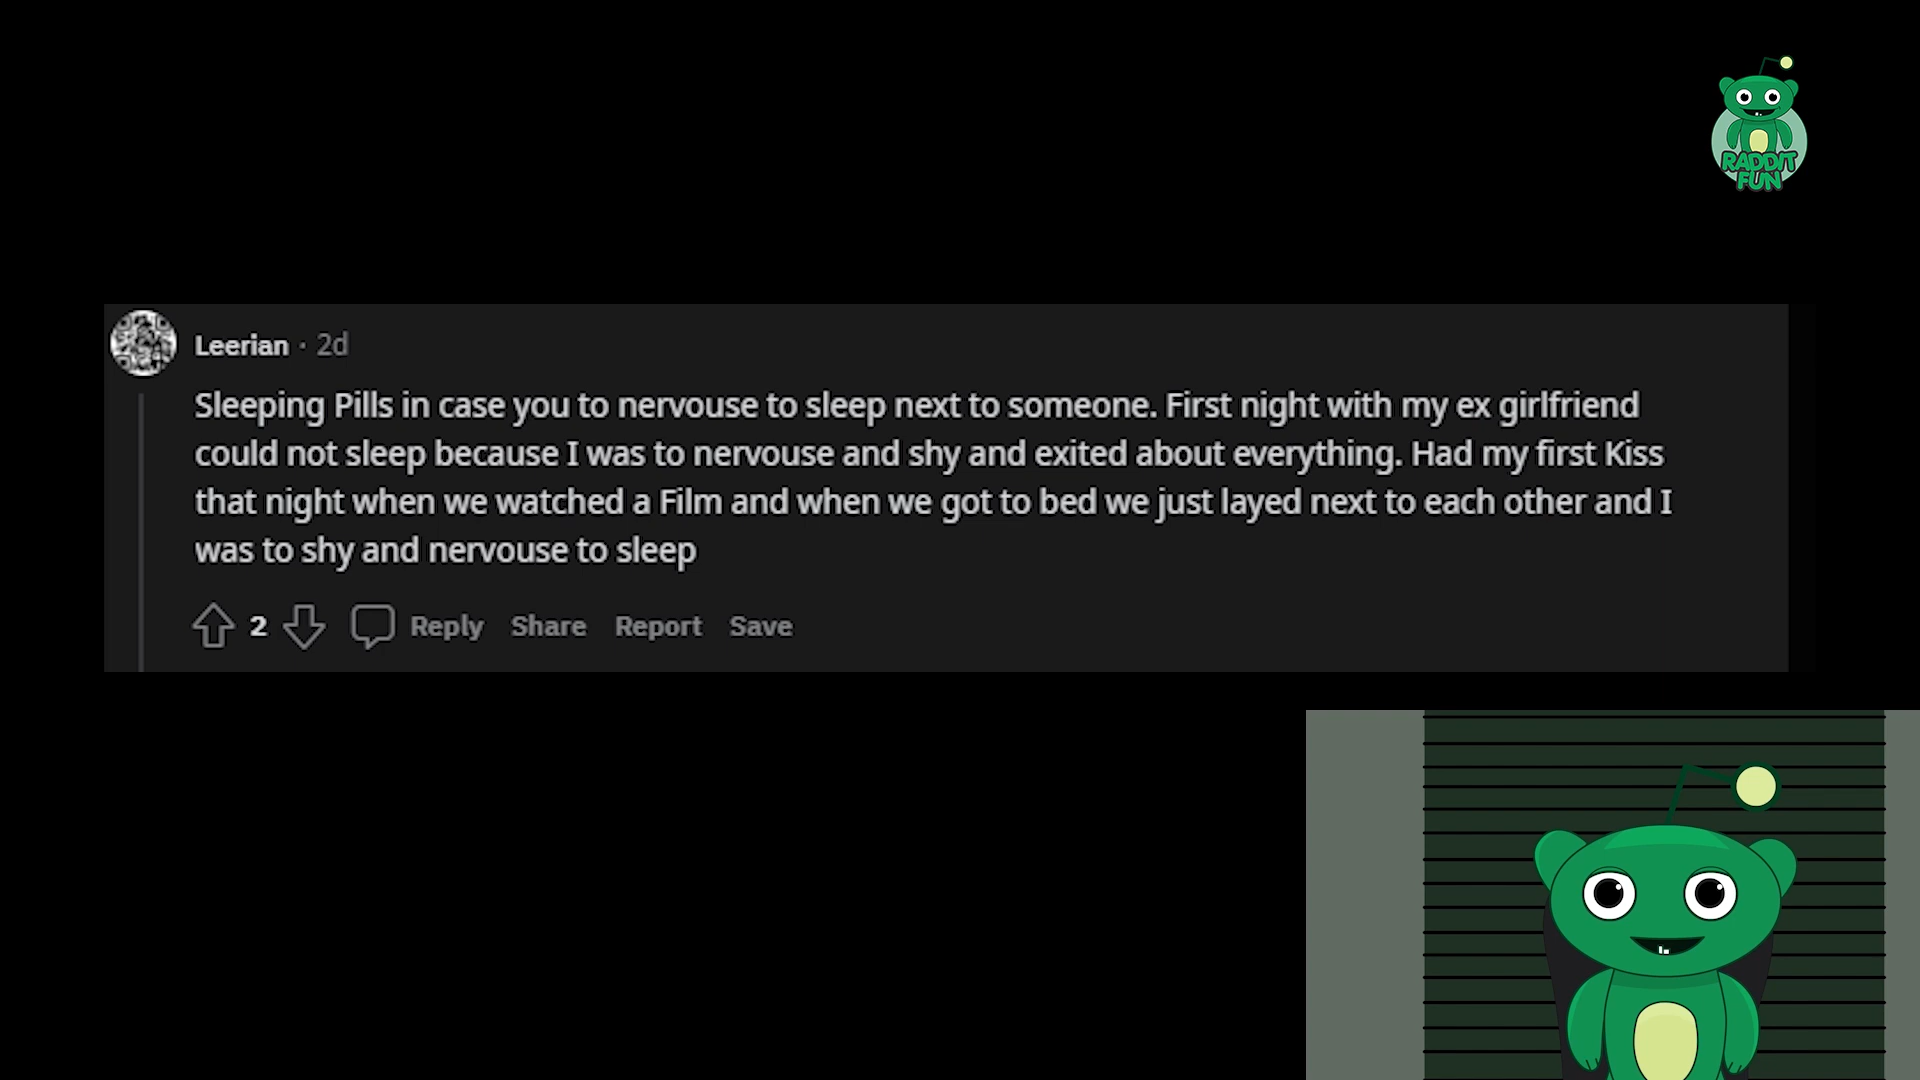 RADDIT
FUN
Leerian · 2d
Sleeping Pills in case you to nervouse to sleep next to someone. First night with my ex girlfriend
could not sleep because I was to nervouse and shy and exited about everything. Had my first Kiss
that night when we watched a Film and when we got to bed we just layed next to each other and I
was to shy and nervouse to sleep
2 Reply Share Report Save